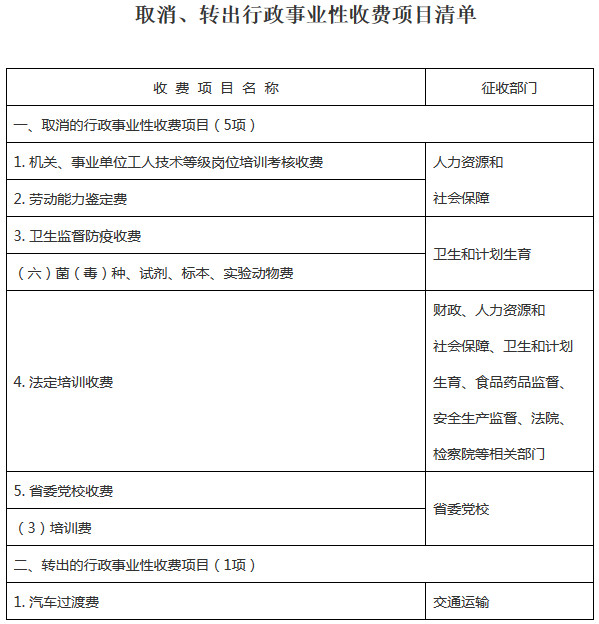 取消、转出行政事业性收费项目清单
收 费 项 目 名 称
征收部门
一、取消的行政事业性收费项目（5项）
1. 机关、事业单位工人技术等级岗位培训考核收费
人力资源和
社会保障
2. 劳动能力鉴定费
3. 卫生监督防疫收费
卫生和计划生育
（六）菌（毒）种、试剂、标本、实验动物费
4. 法定培训收费
财政、人力资源和
社会保障、卫生和计划
生育、食品药品监督、
安全生产监督、法院、
检察院等相关部门
5. 省委党校收费
省委党校
（3）培训费
二、转出的行政事业性收费项目（1项）
1. 汽车过渡费
交通运输